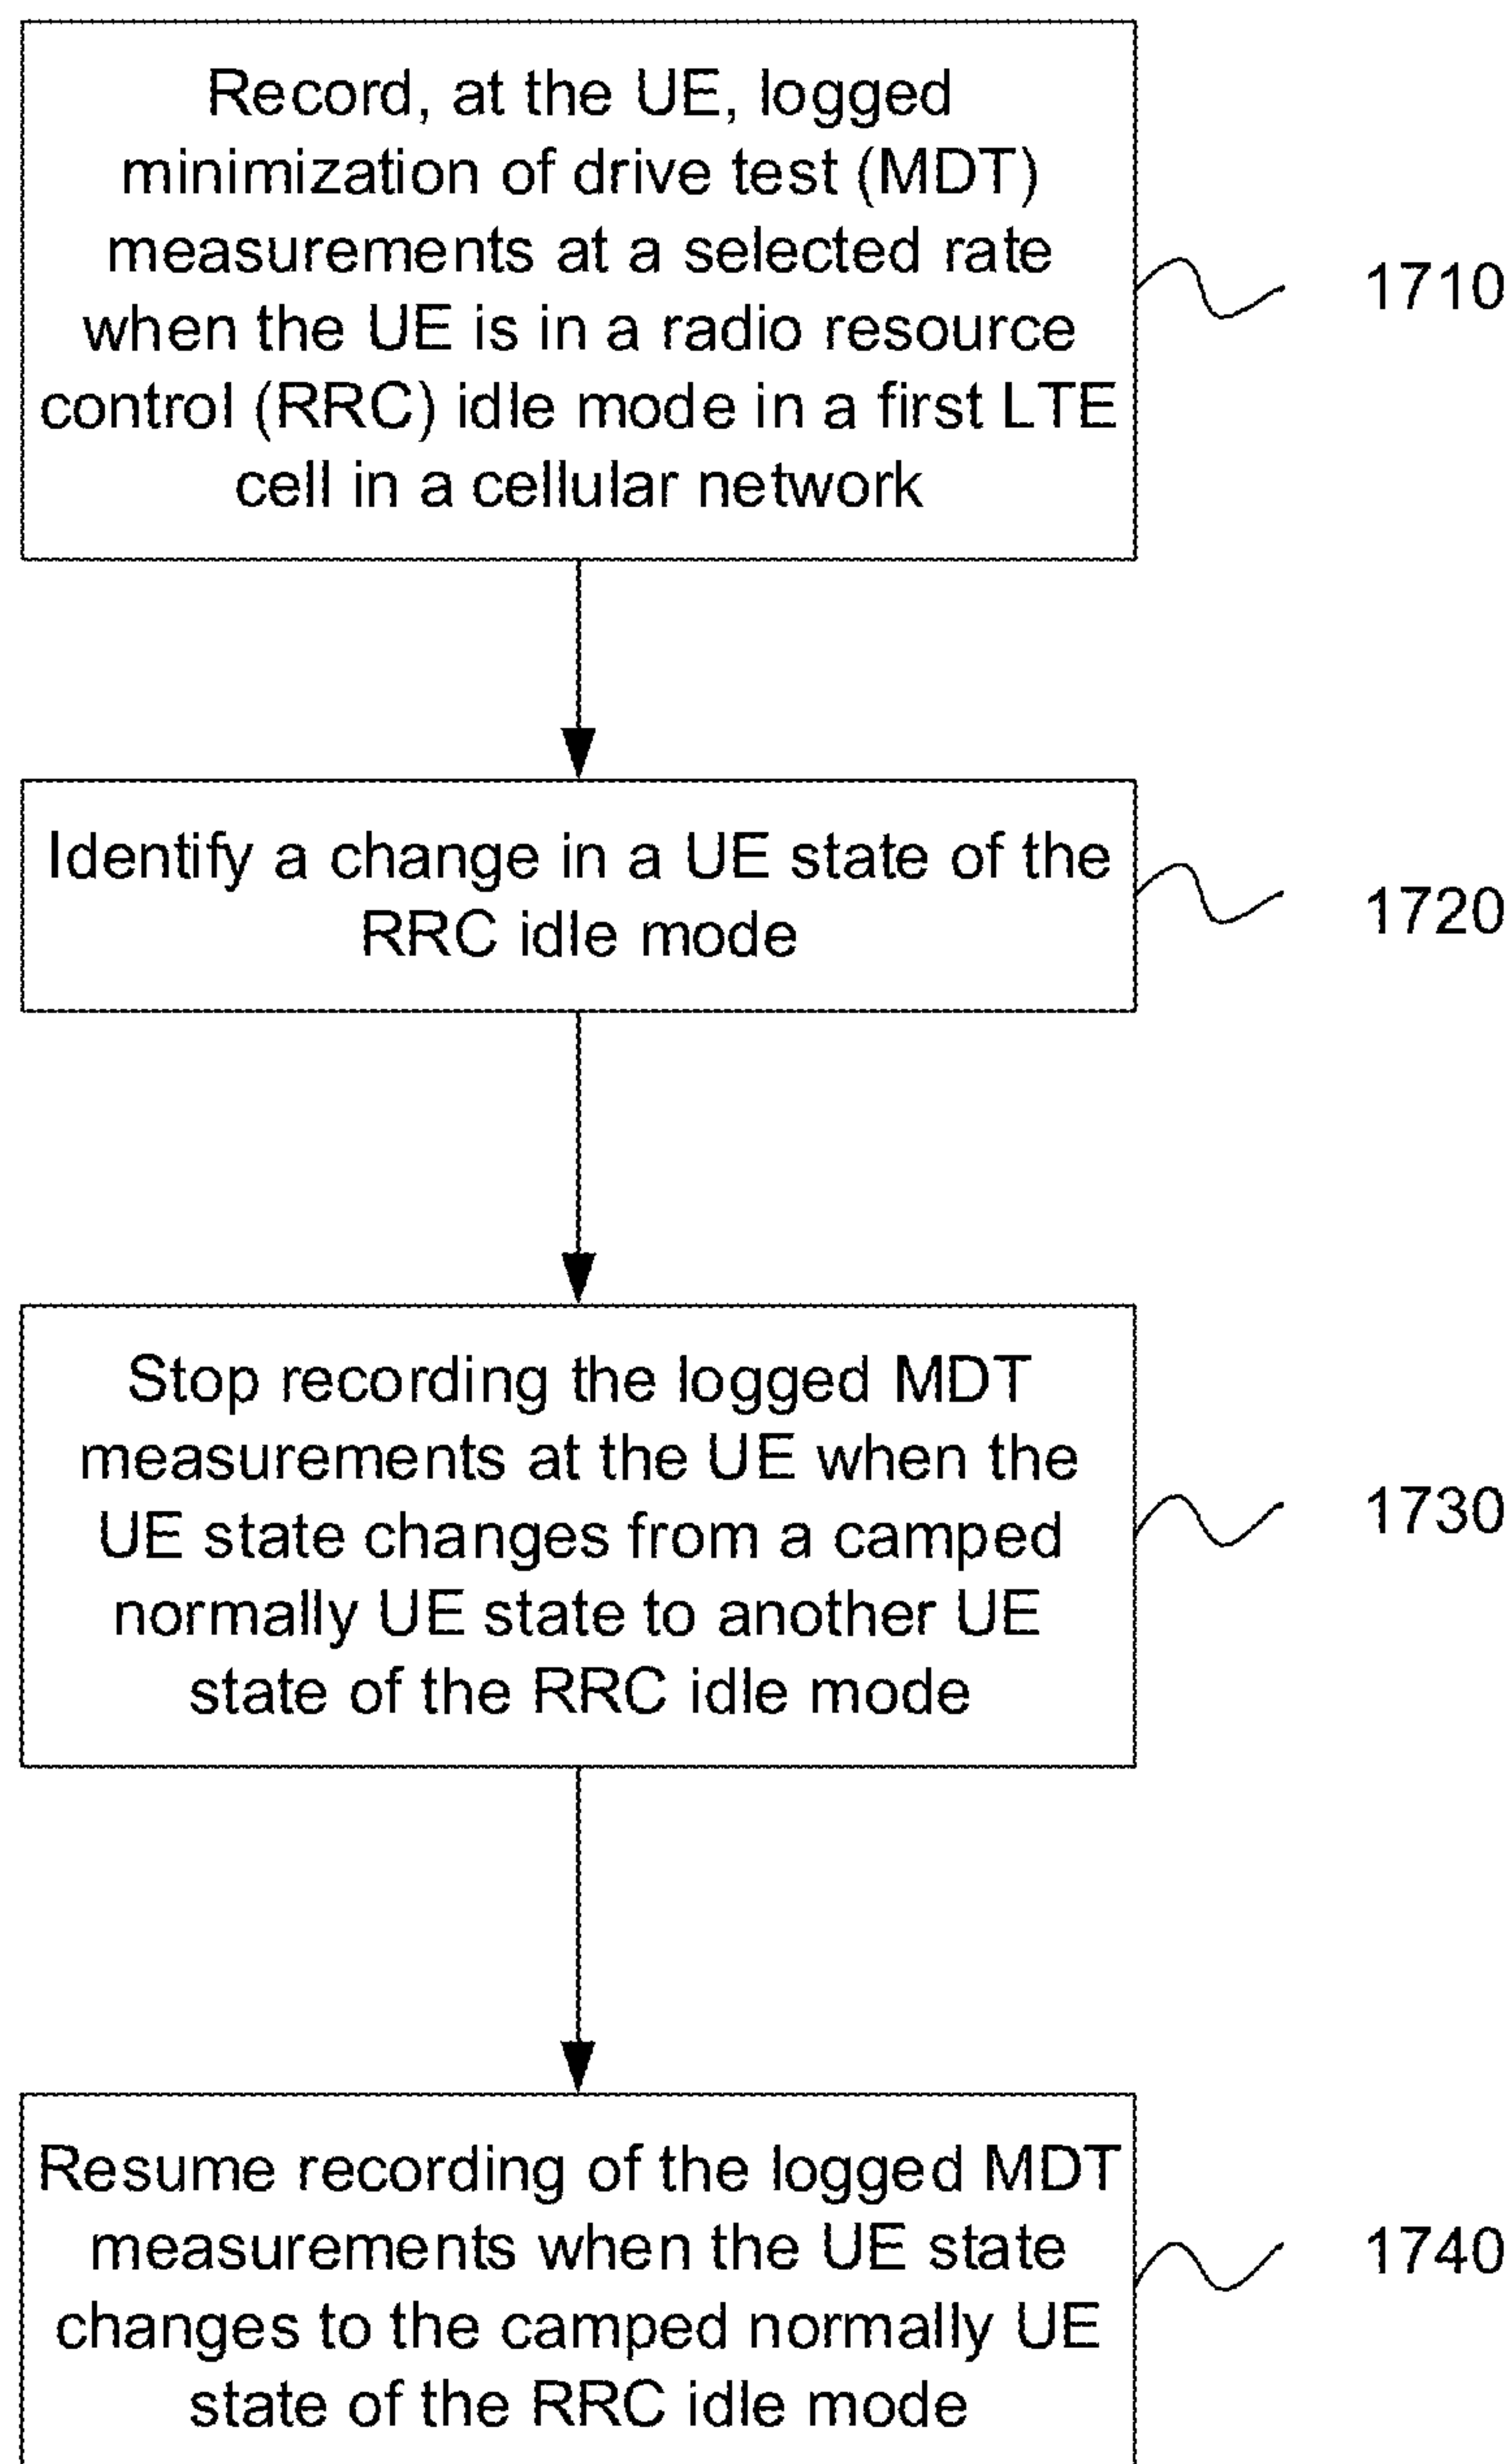 Record, at the UE, logged
minimization of drive test (MDT)
measurements at a selected rate
when the UE is in a radio resource
control (RRC) idle mode in a first LTE
cell in a cellular network
1710
Identify a change in a UE state of the
RRC idle mode
1720
Stop recording the logged MDT
measurements at the UE when the
UE state changes from a camped
normally UE state to another UE
state of the RRC idle mode
1730
Resume recording of the logged MDT
measurements when the UE state
changes to the camped normally UE
state of the RRC idle mode
1740